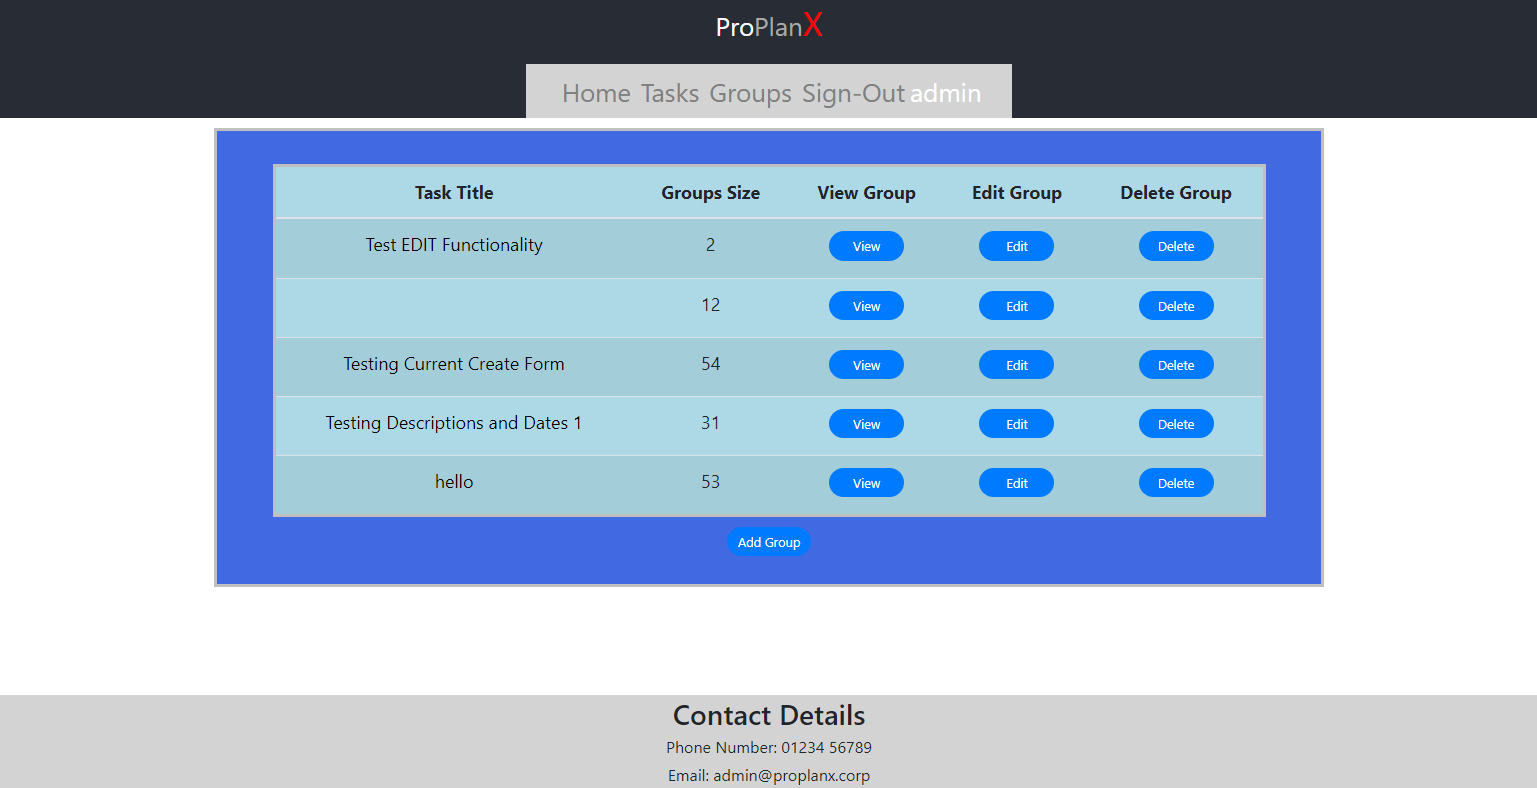 ProPlanX
Home Tasks Groups Sign-Out admin
Task Title Groups Size View Group Edit Group Delete Group
Test EDIT Functionality 2 View Edit Delete
12 View Edit Delete
Testing Current Create Form 54 View Edit Delete
Testing Descriptions and Dates 1 31 View Edit Delete
hello 53 View Edit Delete
Add Group
Contact Details
Phone Number: 01234 56789
Email: admin@proplanx.corp